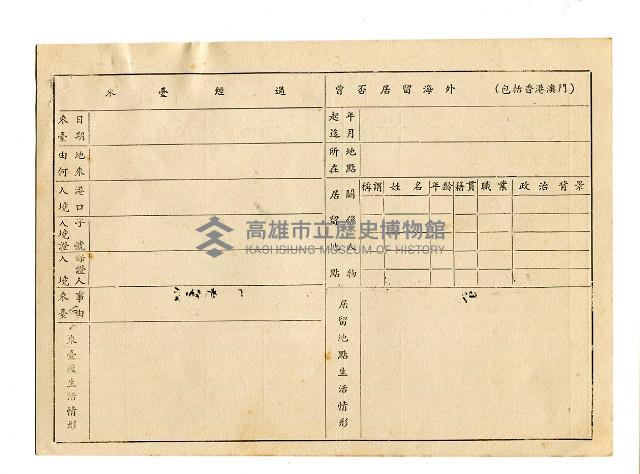 來臺經過
來臺日期
由何地來
入境港口
入境證字號
入境證人
來臺事由
來臺後生活情形
曾否居留海外 (包括香港澳門)
起迄年月
所在地點
居留地點關係人物
稱謂 姓名 年齡 籍貫 職業 政治背景
居留地點生活情形
高雄市立歷史博物館
KAOHSIUNG MUSEUM OF HISTORY